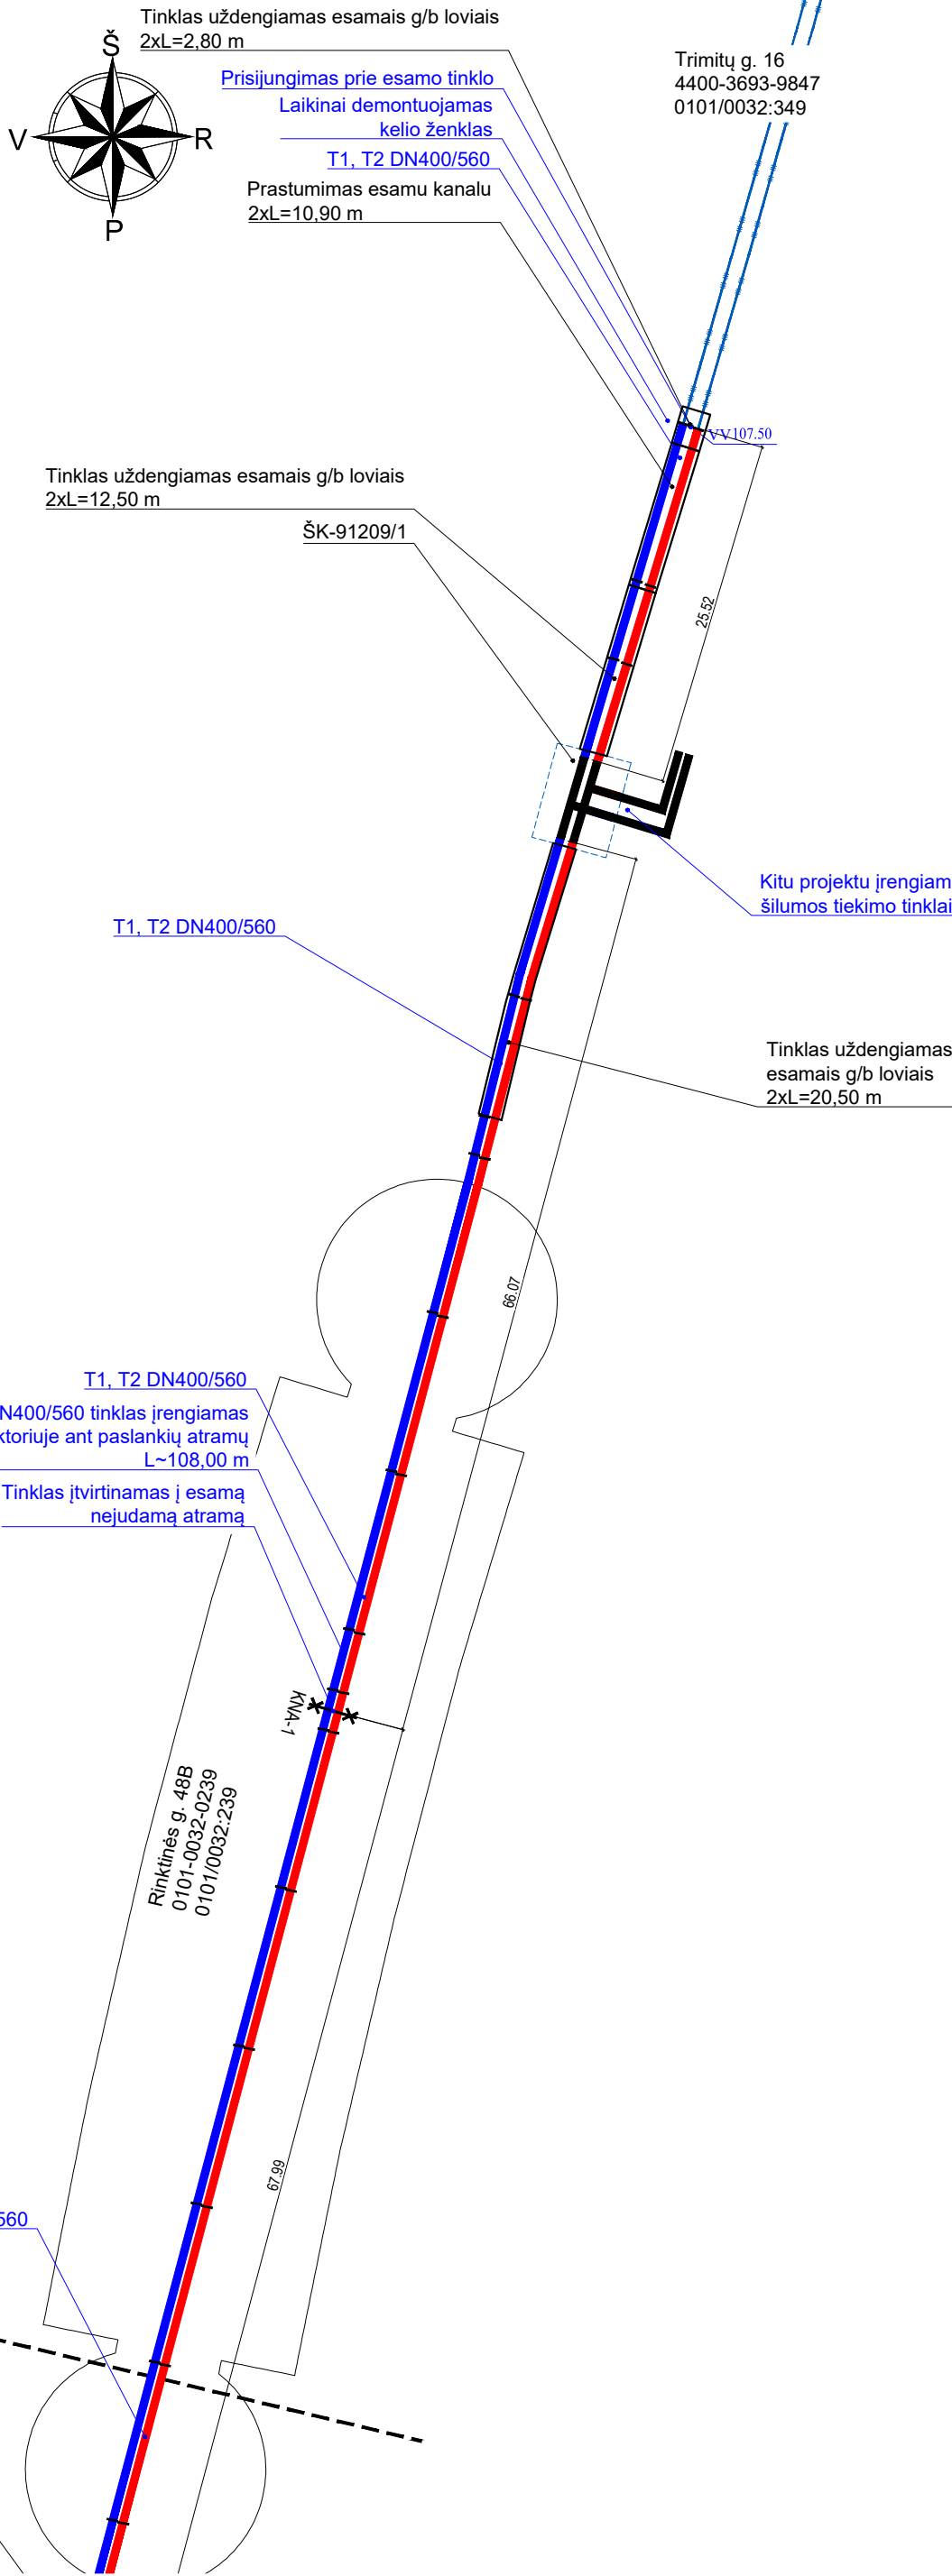 Tinklas uždengiamas esamais g/b loviais
2xL=2,80 m
Š
V
R
P
Prisijungimas prie esamo tinklo
Laikinai demontuojamas
kelio ženklas
T1, T2 DN400/560
Prastumimas esamu kanalu
2xL=10,90 m
Trimitų g. 16
4400-3693-9847
0101/0032:349
VV107.50
Tinklas uždengiamas esamais g/b loviais
2xL=12,50 m
ŠK-91209/1
25.52
Kitu projektu įrengiam
šilumos tiekimo tinklai
T1, T2 DN400/560
Tinklas uždengiamas
esamais g/b loviais
2xL=20,50 m
66.07
T1, T2 DN400/560
N400/560 tinklas įrengiamas
ktoriuje ant paslankių atramų
L~108,00 m
Tinklas įtvirtinamas į esamą
nejudamą atramą
KNA-1
Rinktinės g. 48B
0101-0032-0239
0101/0032:239
67.99
560